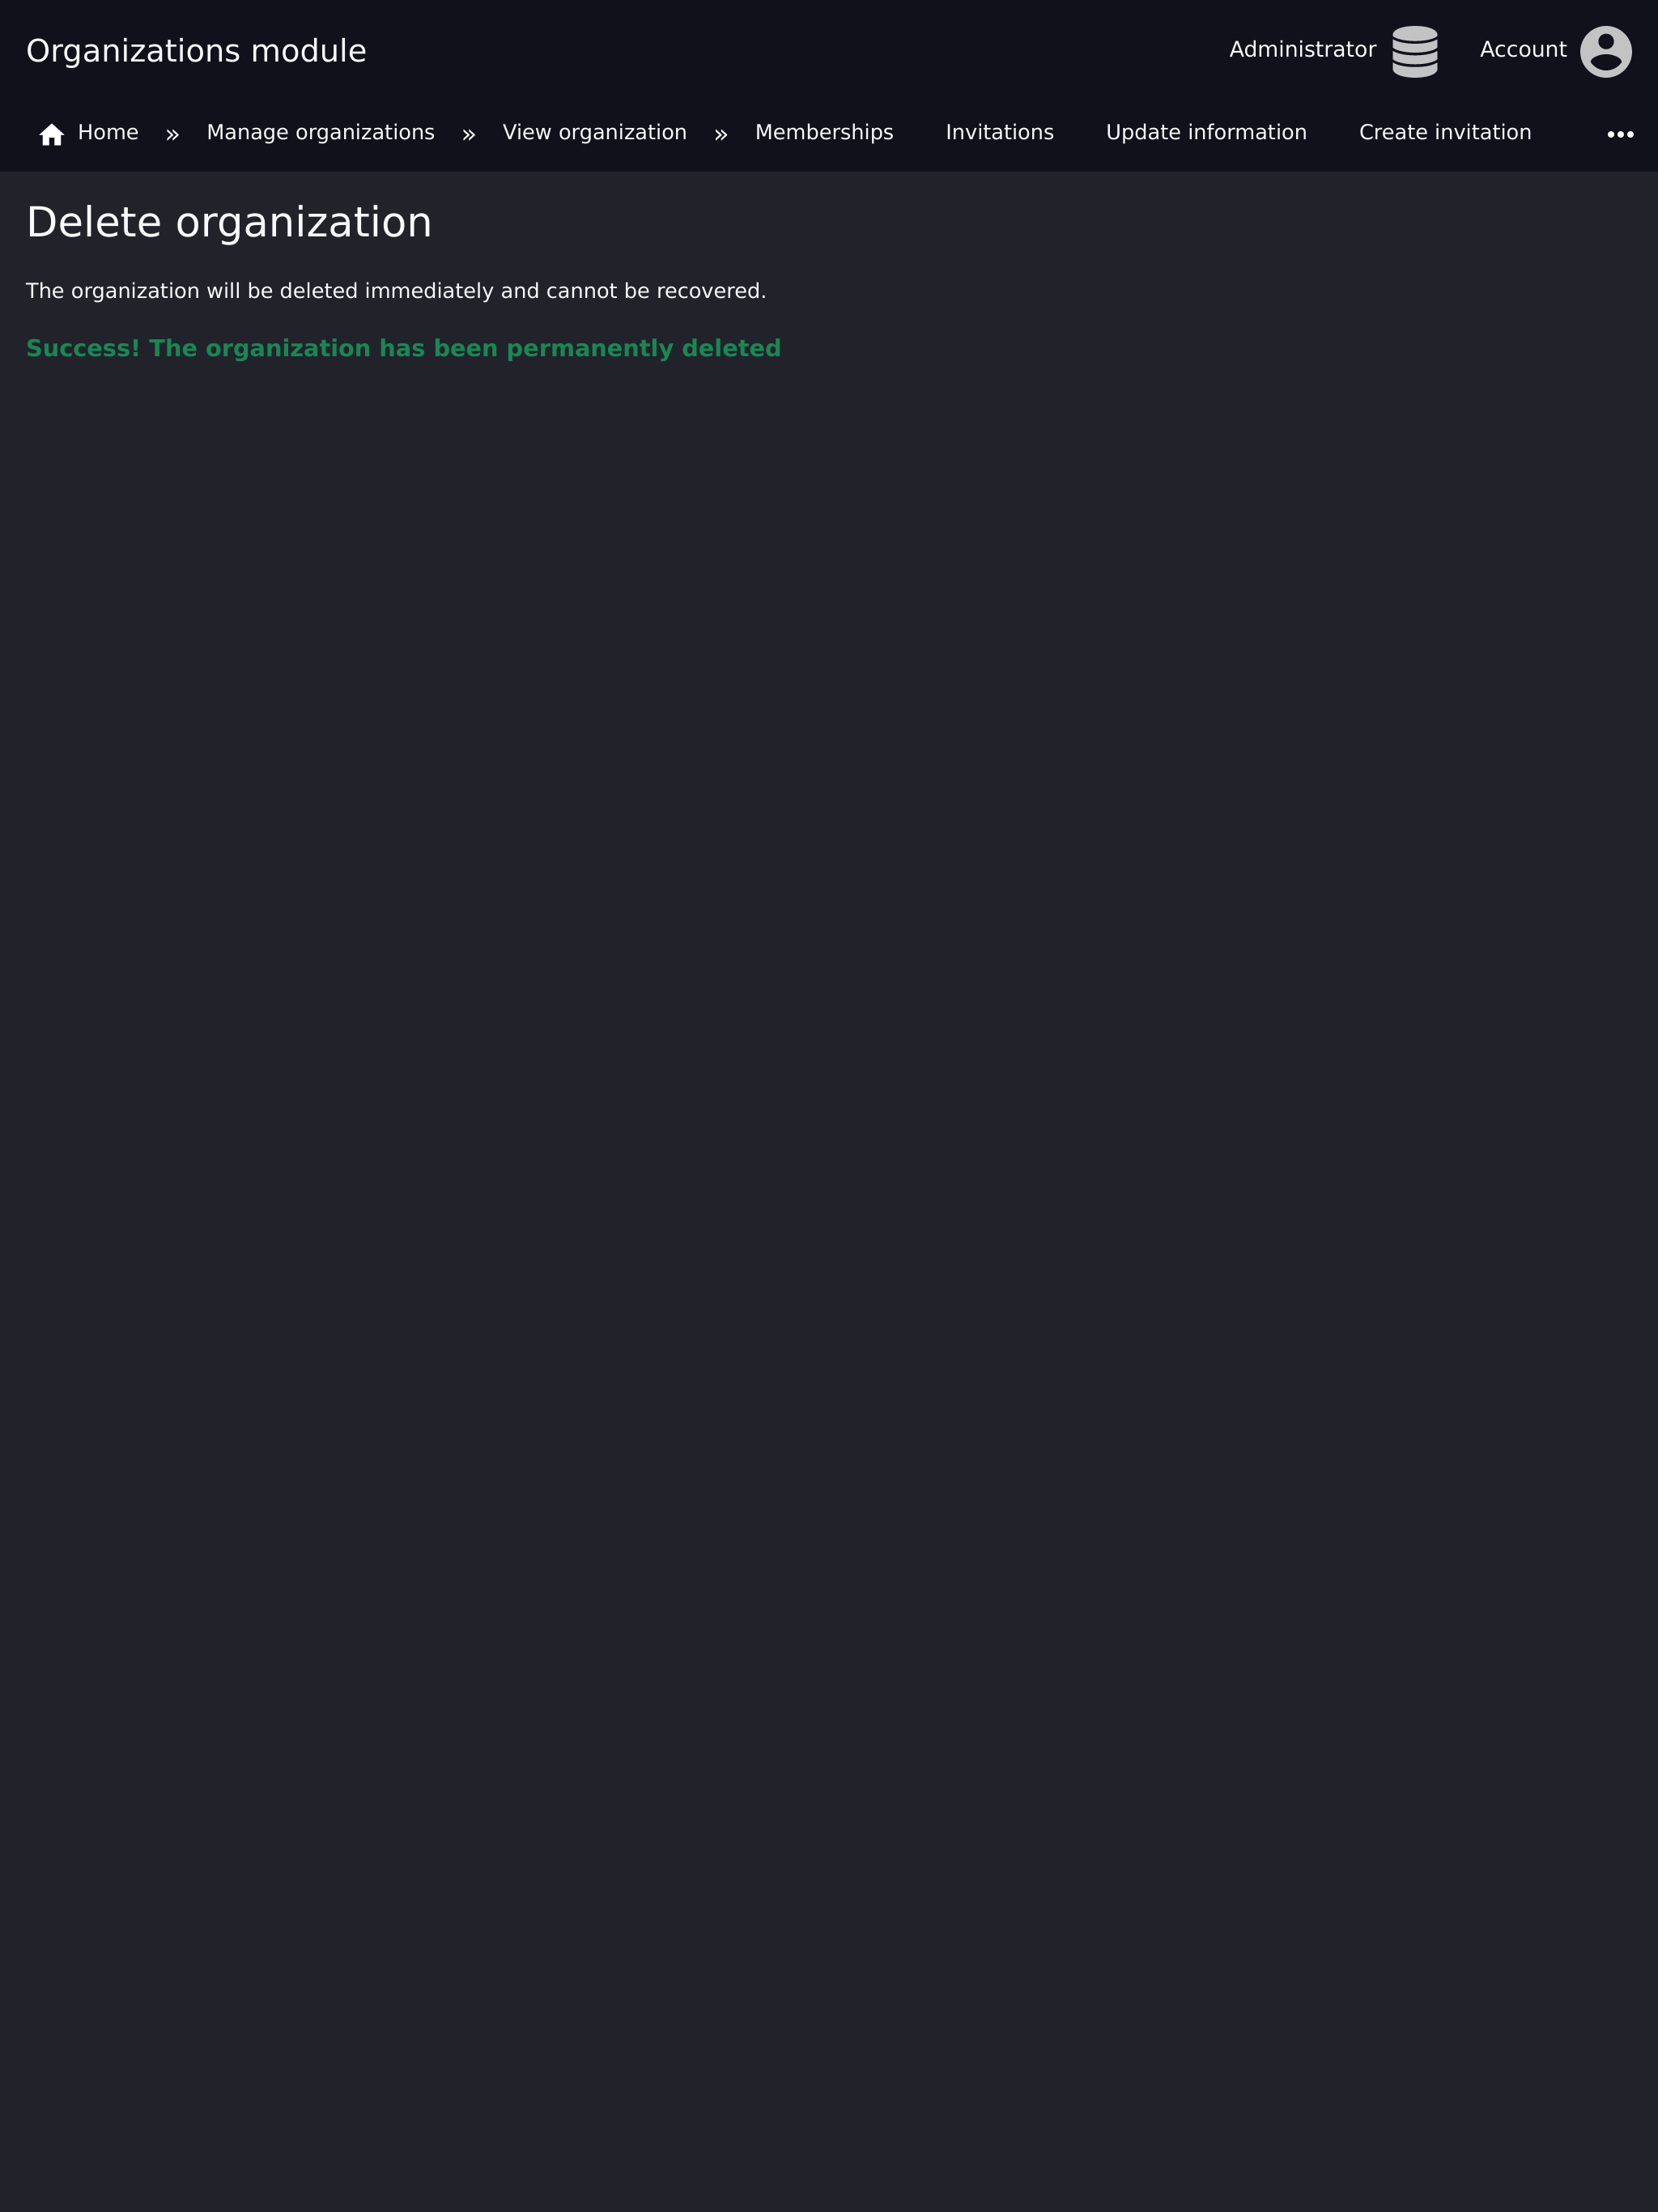 Organizations module
Administrator
Account
Home » Manage organizations » View organization » Memberships Invitations Update information Create invitation •••
Delete organization
The organization will be deleted immediately and cannot be recovered.
Success! The organization has been permanently deleted